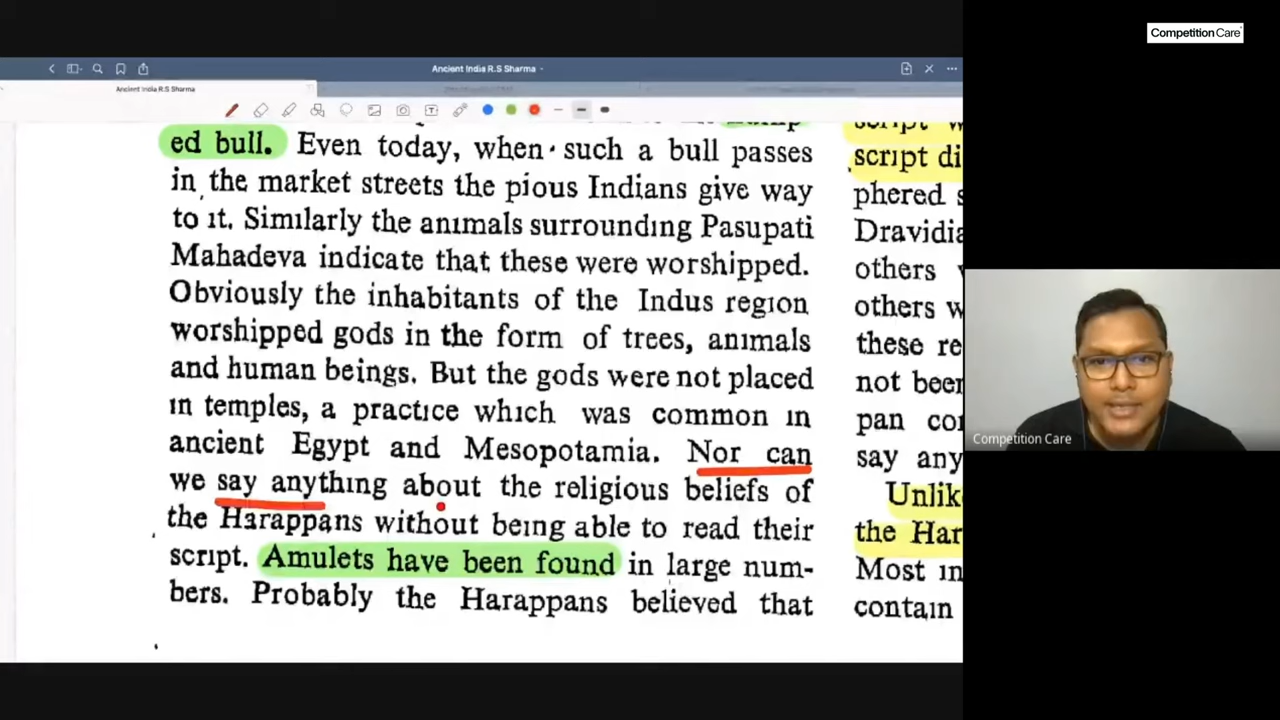 CompetitionCare
Ancient India R.S Sharma
Ancient India R.S Sharma
ed bull. Even today, when such a bull passes
in the market streets the pious Indians give way
to it. Similarly the animals surrounding Pasupati
Mahadeva indicate that these were worshipped.
Obviously the inhabitants of the Indus region
worshipped gods in the form of trees, animals
and human beings. But the gods were not placed
in temples, a practice which was common in
ancient Egypt and Mesopotamia. Nor can
we say anything about the religious beliefs of
the Harappans without being able to read their
script. Amulets have been found in large num-
bers. Probably the Harappans believed that
script di
phered s
Dravidia
others
others w
these re
not been
pan co
say any
Unlik
the Har
Most in
contain
Competition Care